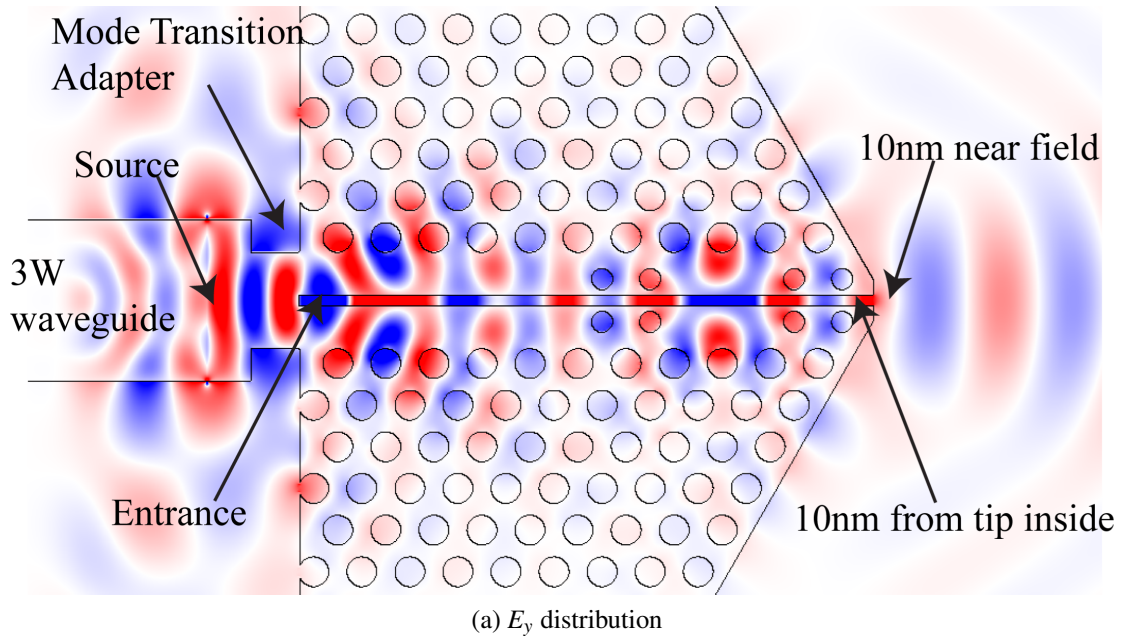 Mode Transition
Adapter
Source
10nm near field
3W
waveguide
Entrance
10nm from tip inside
(a) Ey distribution